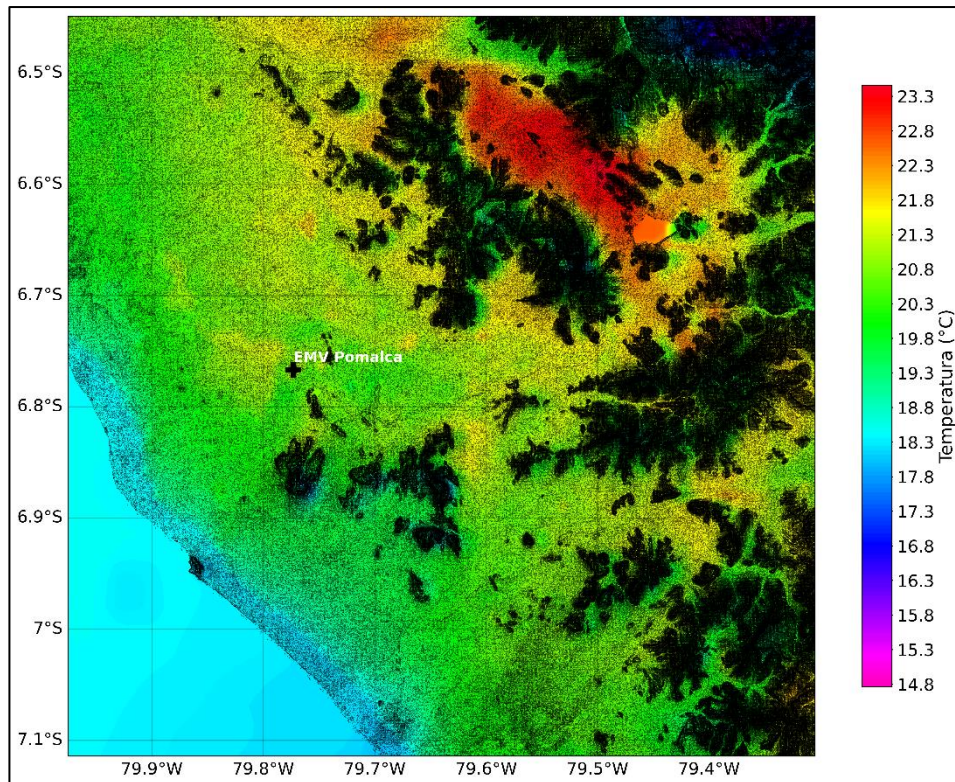 6.5°S
6.6°S
6.7°S
6.8°S
6.9°S
7°S
7.1°S
EMV Pomalca
79.9°W
79.8°W
79.7°W
79.6°W
79.5°W
79.4°W
23.3
22.8
22.3
21.8
21.3
20.8
20.3
19.8
19.3
18.8
18.3
17.8
17.3
16.8
16.3
15.8
15.3
14.8
Temperatura (°C)